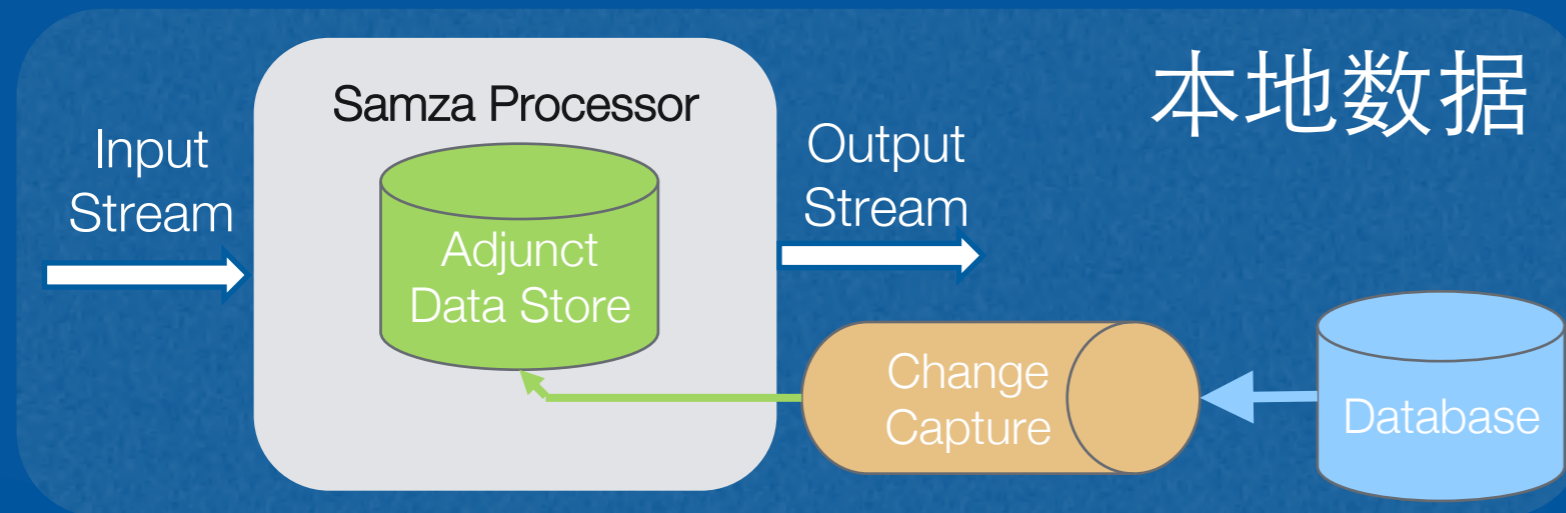 本地数据
Samza Processor
Input
Stream
Adjunct
Data Store
Output
Stream
Change
Capture
Database